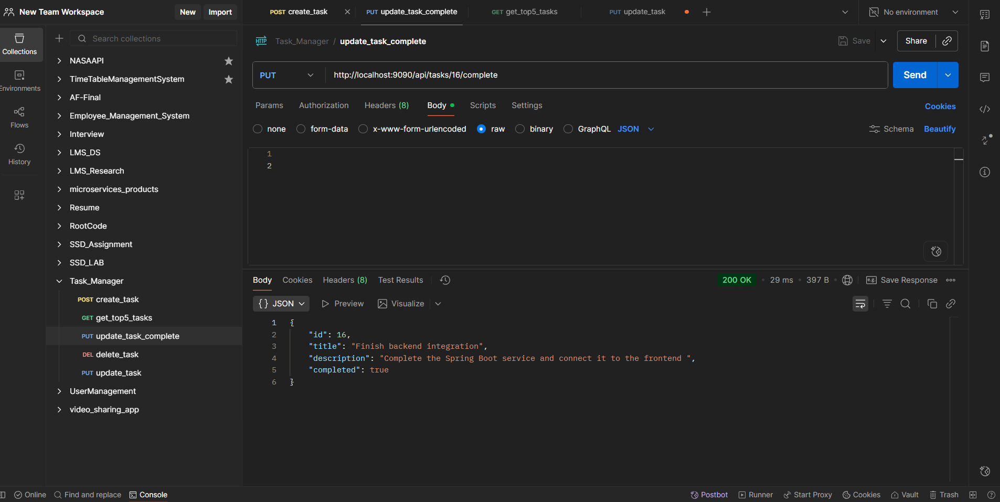 New Team Workspace New Import
POST create_task PUT update_task_complete GET get_top5_tasks PUT update_task No environment
Collections
Environments
Flows
History
Search collections
NASAAPI
TimeTableManagementSystem
AF-Final
Employee_Management_System
Interview
LMS_DS
LMS_Research
microservices_products
Resume
RootCode
SSD_Assignment
SSD_LAB
Task_Manager
POST create_task
GET get_top5_tasks
PUT update_task_complete
DEL delete_task
PUT update_task
UserManagement
video_sharing_app
HTTP Task_Manager / update_task_complete Save Share
PUT http://localhost:9090/api/tasks/16/complete Send
Params Authorization Headers (8) Body Scripts Settings Cookies
none form-data x-www-form-urlencoded raw binary GraphQL JSON Schema Beautify
1
2
Body Cookies Headers (8) Test Results 200 OK • 29 ms • 397 B • e.g. Save Response
{} JSON Preview Visualize
1 {
2 "id": 16,
3 "title": "Finish backend integration",
4 "description": "Complete the Spring Boot service and connect it to the frontend ",
5 "completed": true
6 }
Online Find and replace Console Postbot Runner Start Proxy Cookies Vault Trash